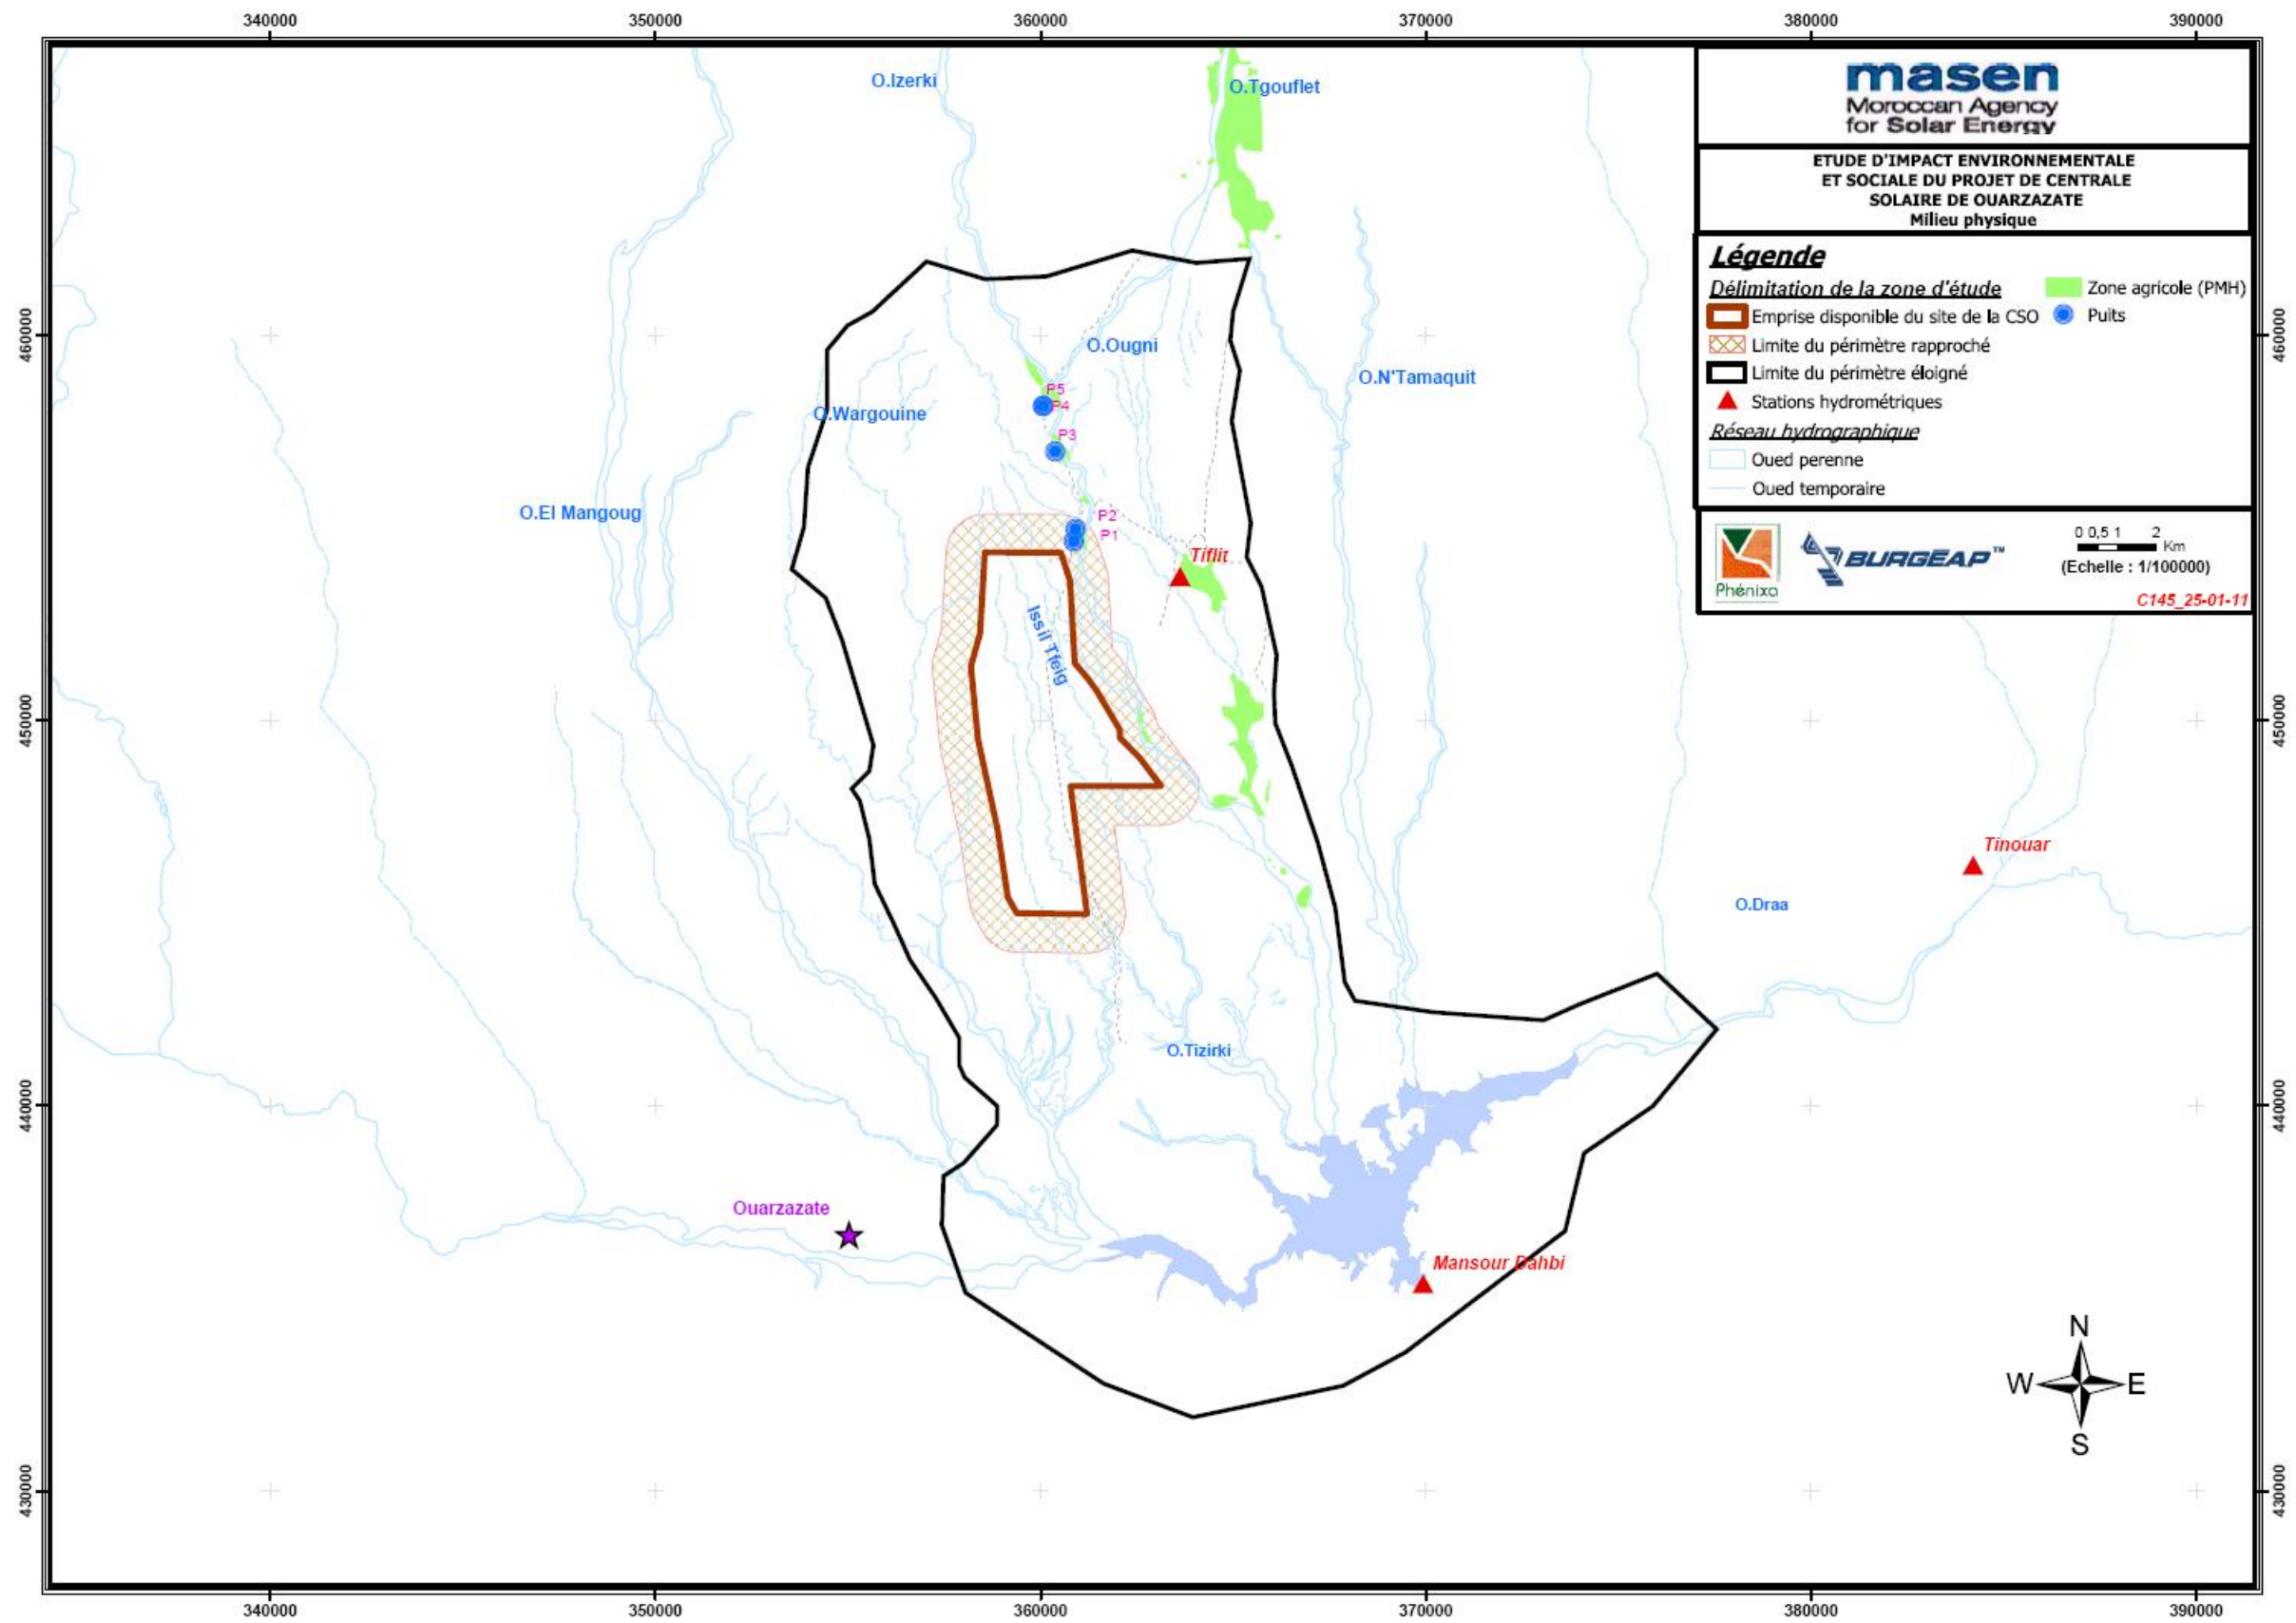 340000
350000
360000
370000
380000
390000
masen
Moroccan Agency
for Solar Energy
ETUDE D'IMPACT ENVIRONNEMENTALE
ET SOCIALE DU PROJET DE CENTRALE
SOLAIRE DE OUARZAZATE
Milieu physique
Légende
Délimitation de la zone d'étude
Emprise disponible du site de la CSO
Limite du périmètre rapproché
Limite du périmètre éloigné
Stations hydrométriques
Réseau hydrographique
Oued perenne
Oued temporaire
Zone agricole (PMH)
Puits
Phénixa
BURGEAP™
0 0,5 1 2
Km
(Echelle : 1/100000)
C145_25-01-11
O.Izerki
O.Tgouflet
O.Ougni
O.N'Tamaquit
P5
P4
O.Wargouine
P3
O.El Mangoug
P2
P1
Tiflit
Issil Tfeig
Tinouar
O.Draa
O.Tizirki
Ouarzazate
Mansour Dahbi
N
W
E
S
460000
450000
440000
430000
460000
450000
440000
430000
340000
350000
360000
370000
380000
390000